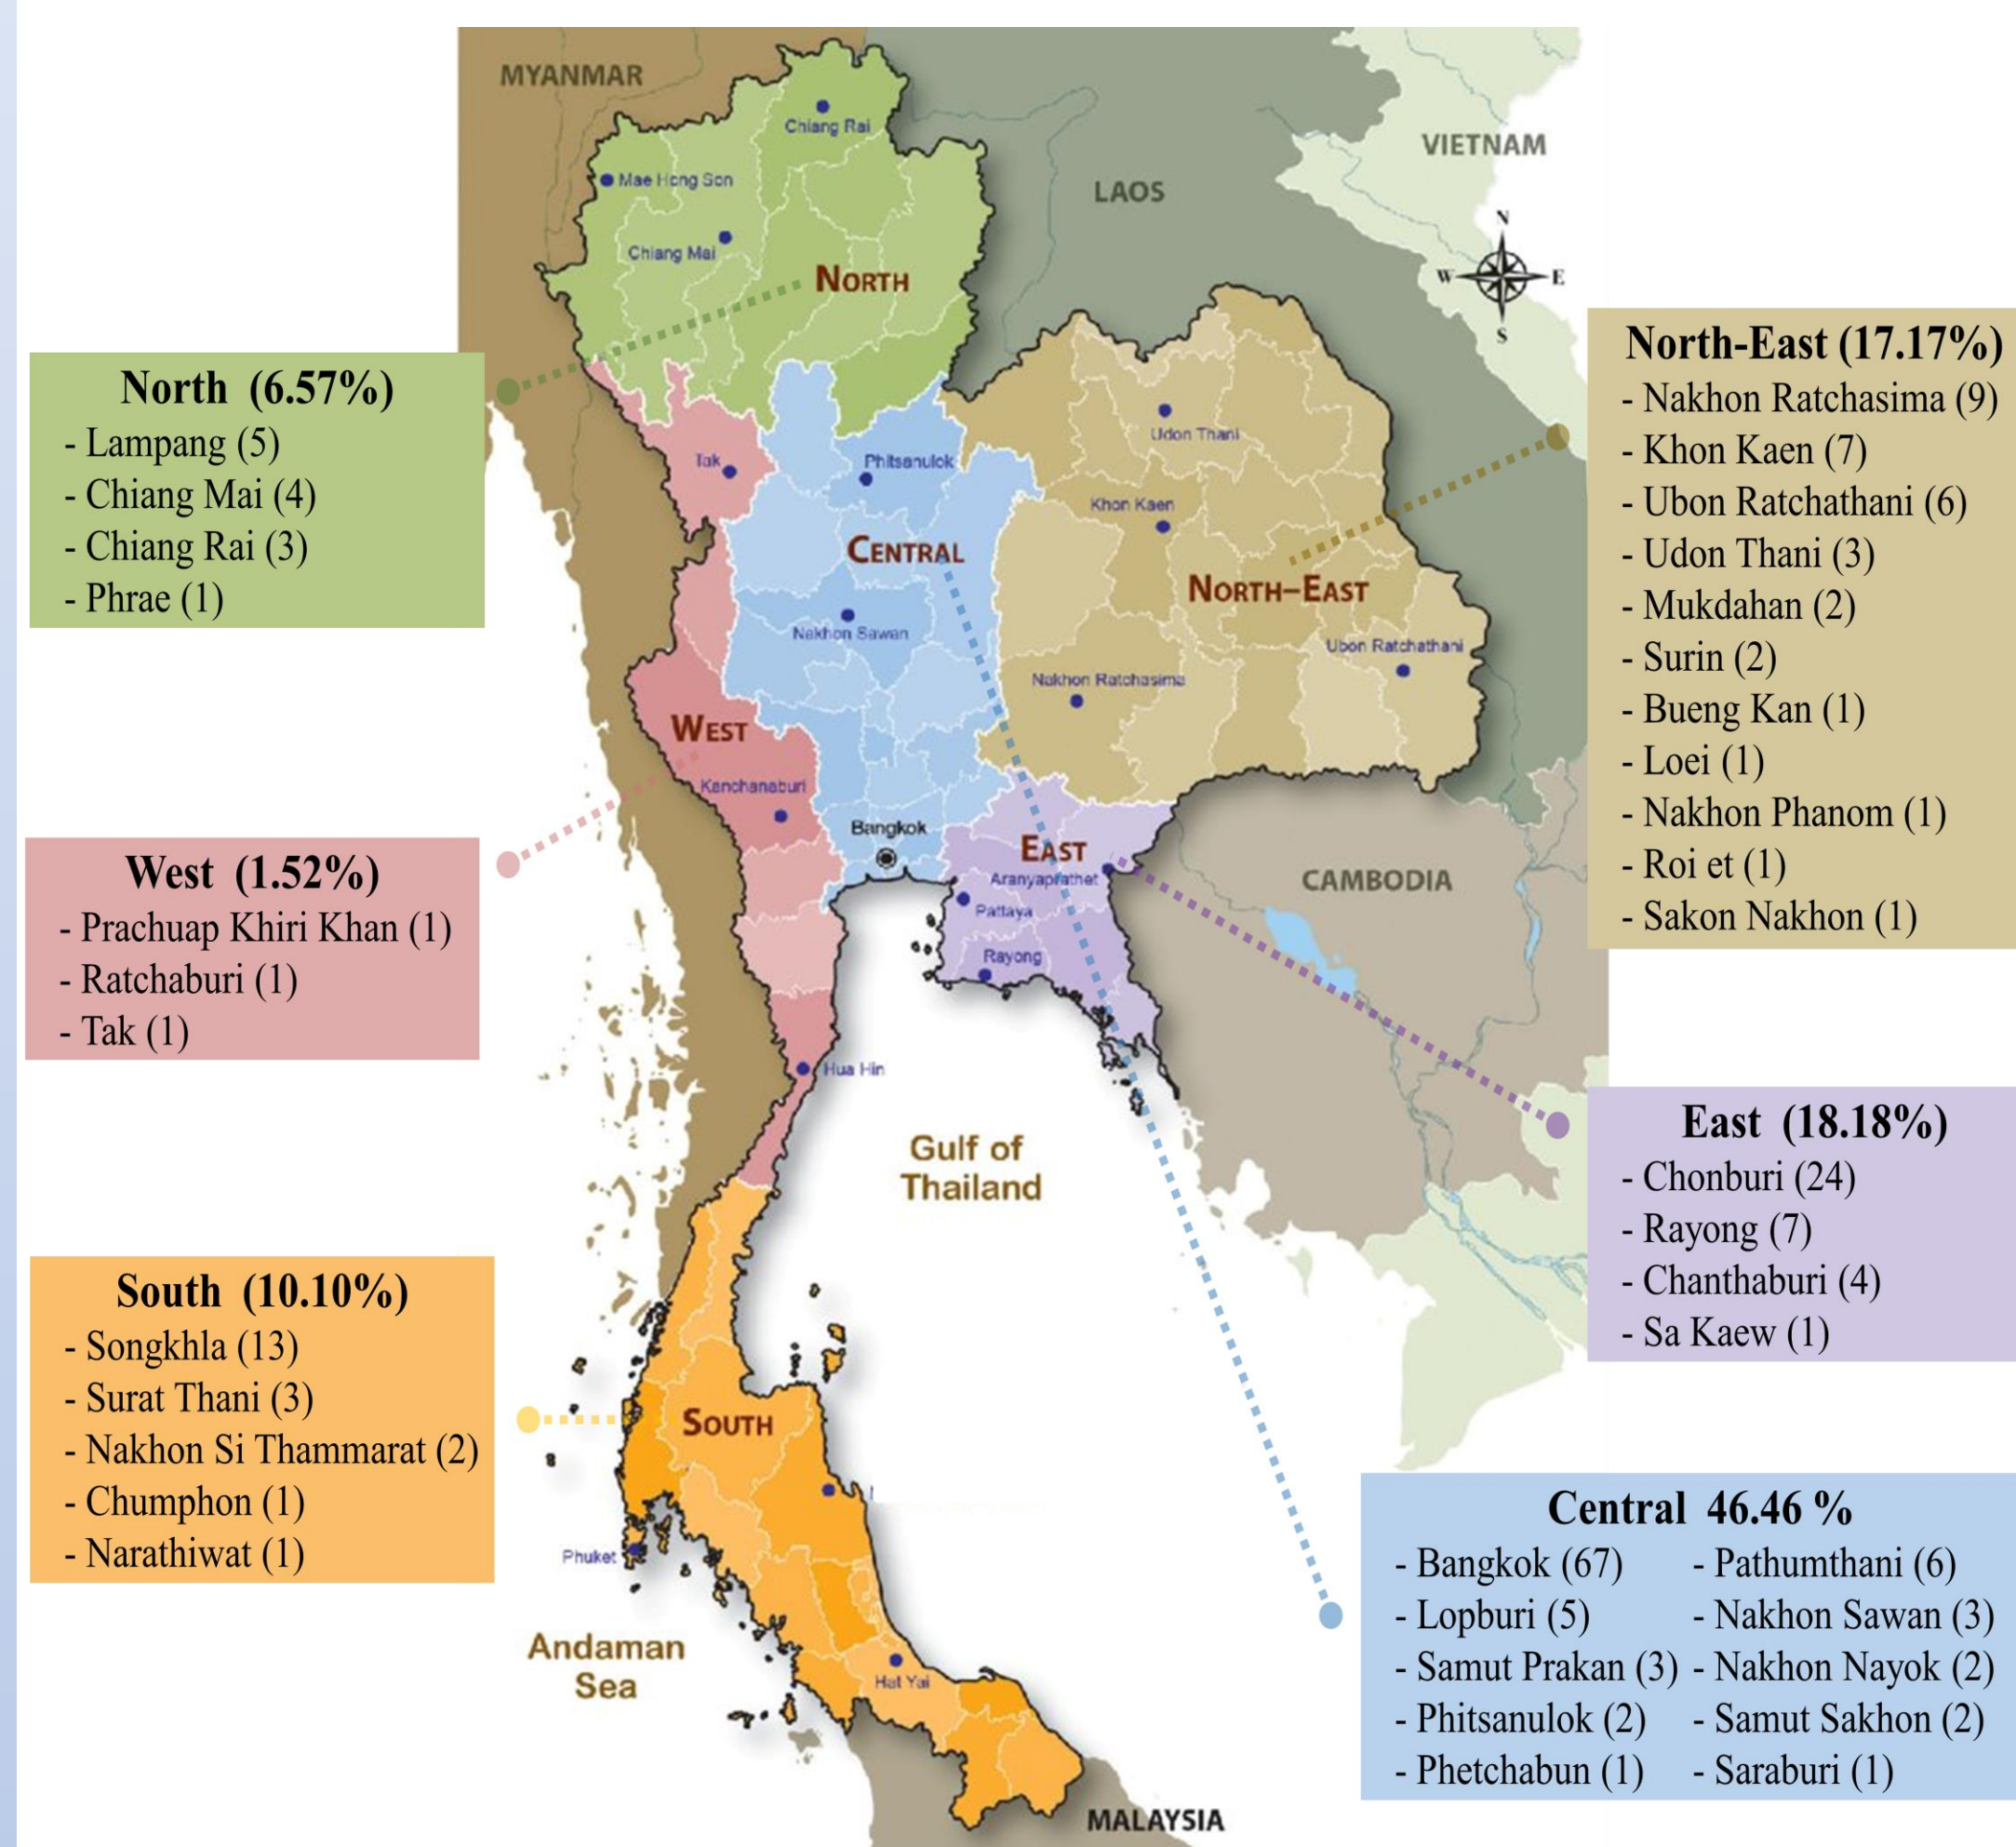 MYANMAR
VIETNAM
LAOS
Chiang Rai
Mae Hong Son
Chiang Mai
NORTH
N
W
E
S
North (6.57%)
- Lampang (5)
- Chiang Mai (4)
- Chiang Rai (3)
- Phrae (1)
North-East (17.17%)
- Nakhon Ratchasima (9)
- Khon Kaen (7)
- Ubon Ratchathani (6)
- Udon Thani (3)
- Mukdahan (2)
- Surin (2)
- Bueng Kan (1)
- Loei (1)
- Nakhon Phanom (1)
- Roi et (1)
- Sakon Nakhon (1)
Udon Thani
Tak
Phitsanulok
Khon Kaen
CENTRAL
NORTH–EAST
Nakhon Sawan
Ubon Ratchathani
Nakhon Ratchasima
WEST
Kanchanaburi
Bangkok
EAST
Aranyaprathet
Pattaya
Rayong
CAMBODIA
West (1.52%)
- Prachuap Khiri Khan (1)
- Ratchaburi (1)
- Tak (1)
Hua Hin
Gulf of
Thailand
East (18.18%)
- Chonburi (24)
- Rayong (7)
- Chanthaburi (4)
- Sa Kaew (1)
South (10.10%)
- Songkhla (13)
- Surat Thani (3)
- Nakhon Si Thammarat (2)
- Chumphon (1)
- Narathiwat (1)
SOUTH
Phuket
Andaman
Sea
Hat Yai
MALAYSIA
Central 46.46 %
- Bangkok (67) - Pathumthani (6)
- Lopburi (5) - Nakhon Sawan (3)
- Samut Prakan (3) - Nakhon Nayok (2)
- Phitsanulok (2) - Samut Sakhon (2)
- Phetchabun (1) - Saraburi (1)